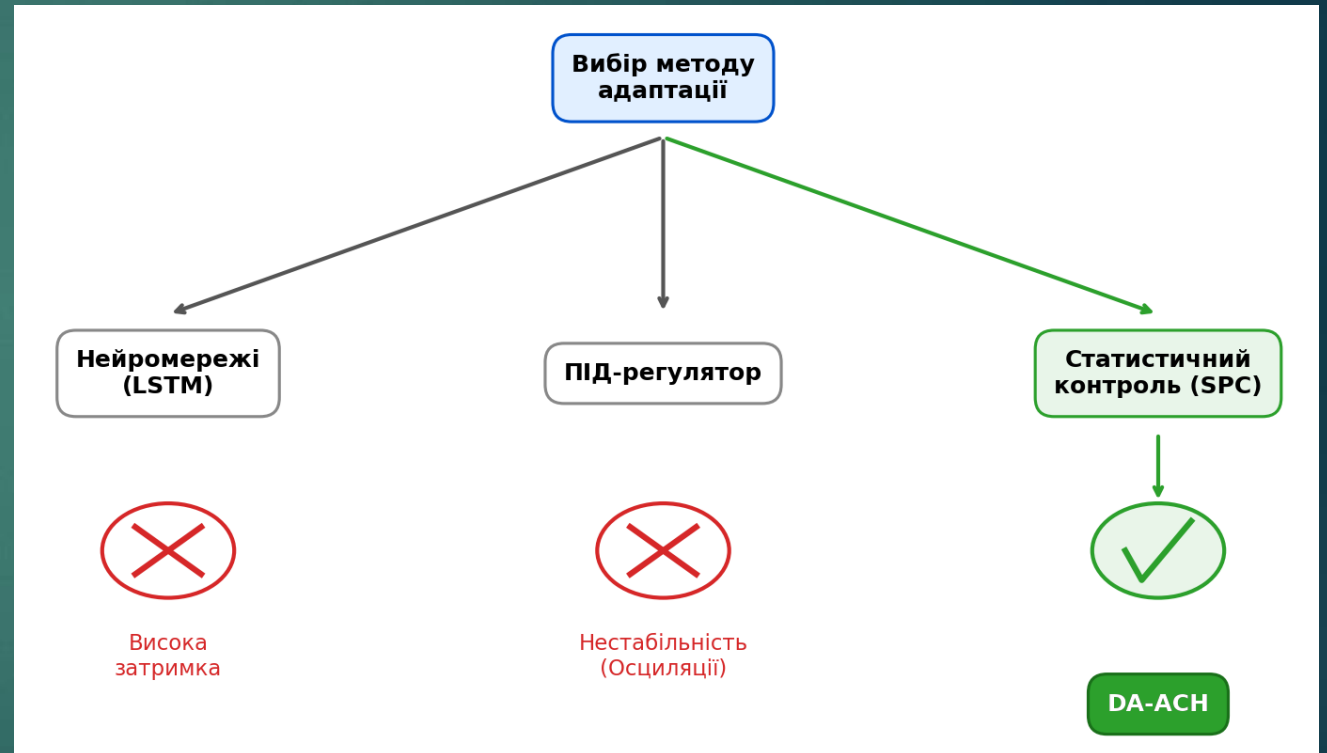 Вибір методу
адаптації
Нейромережі
(LSTM)
ПІД-регулятор
Статистичний
контроль (SPC)
Висока
затримка
Нестабільність
(Осциляції)
DA-ACH